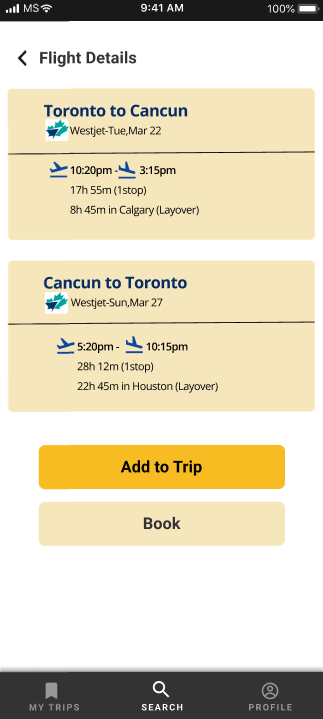 MS 9:41 AM 100%
Flight Details
Toronto to Cancun
Westjet-Tue,Mar 22
10:20pm - 3:15pm
17h 55m (1stop)
8h 45m in Calgary (Layover)
Cancun to Toronto
Westjet-Sun,Mar 27
5:20pm - 10:15pm
28h 12m (1stop)
22h 45m in Houston (Layover)
Add to Trip
Book
MY TRIPS SEARCH PROFILE